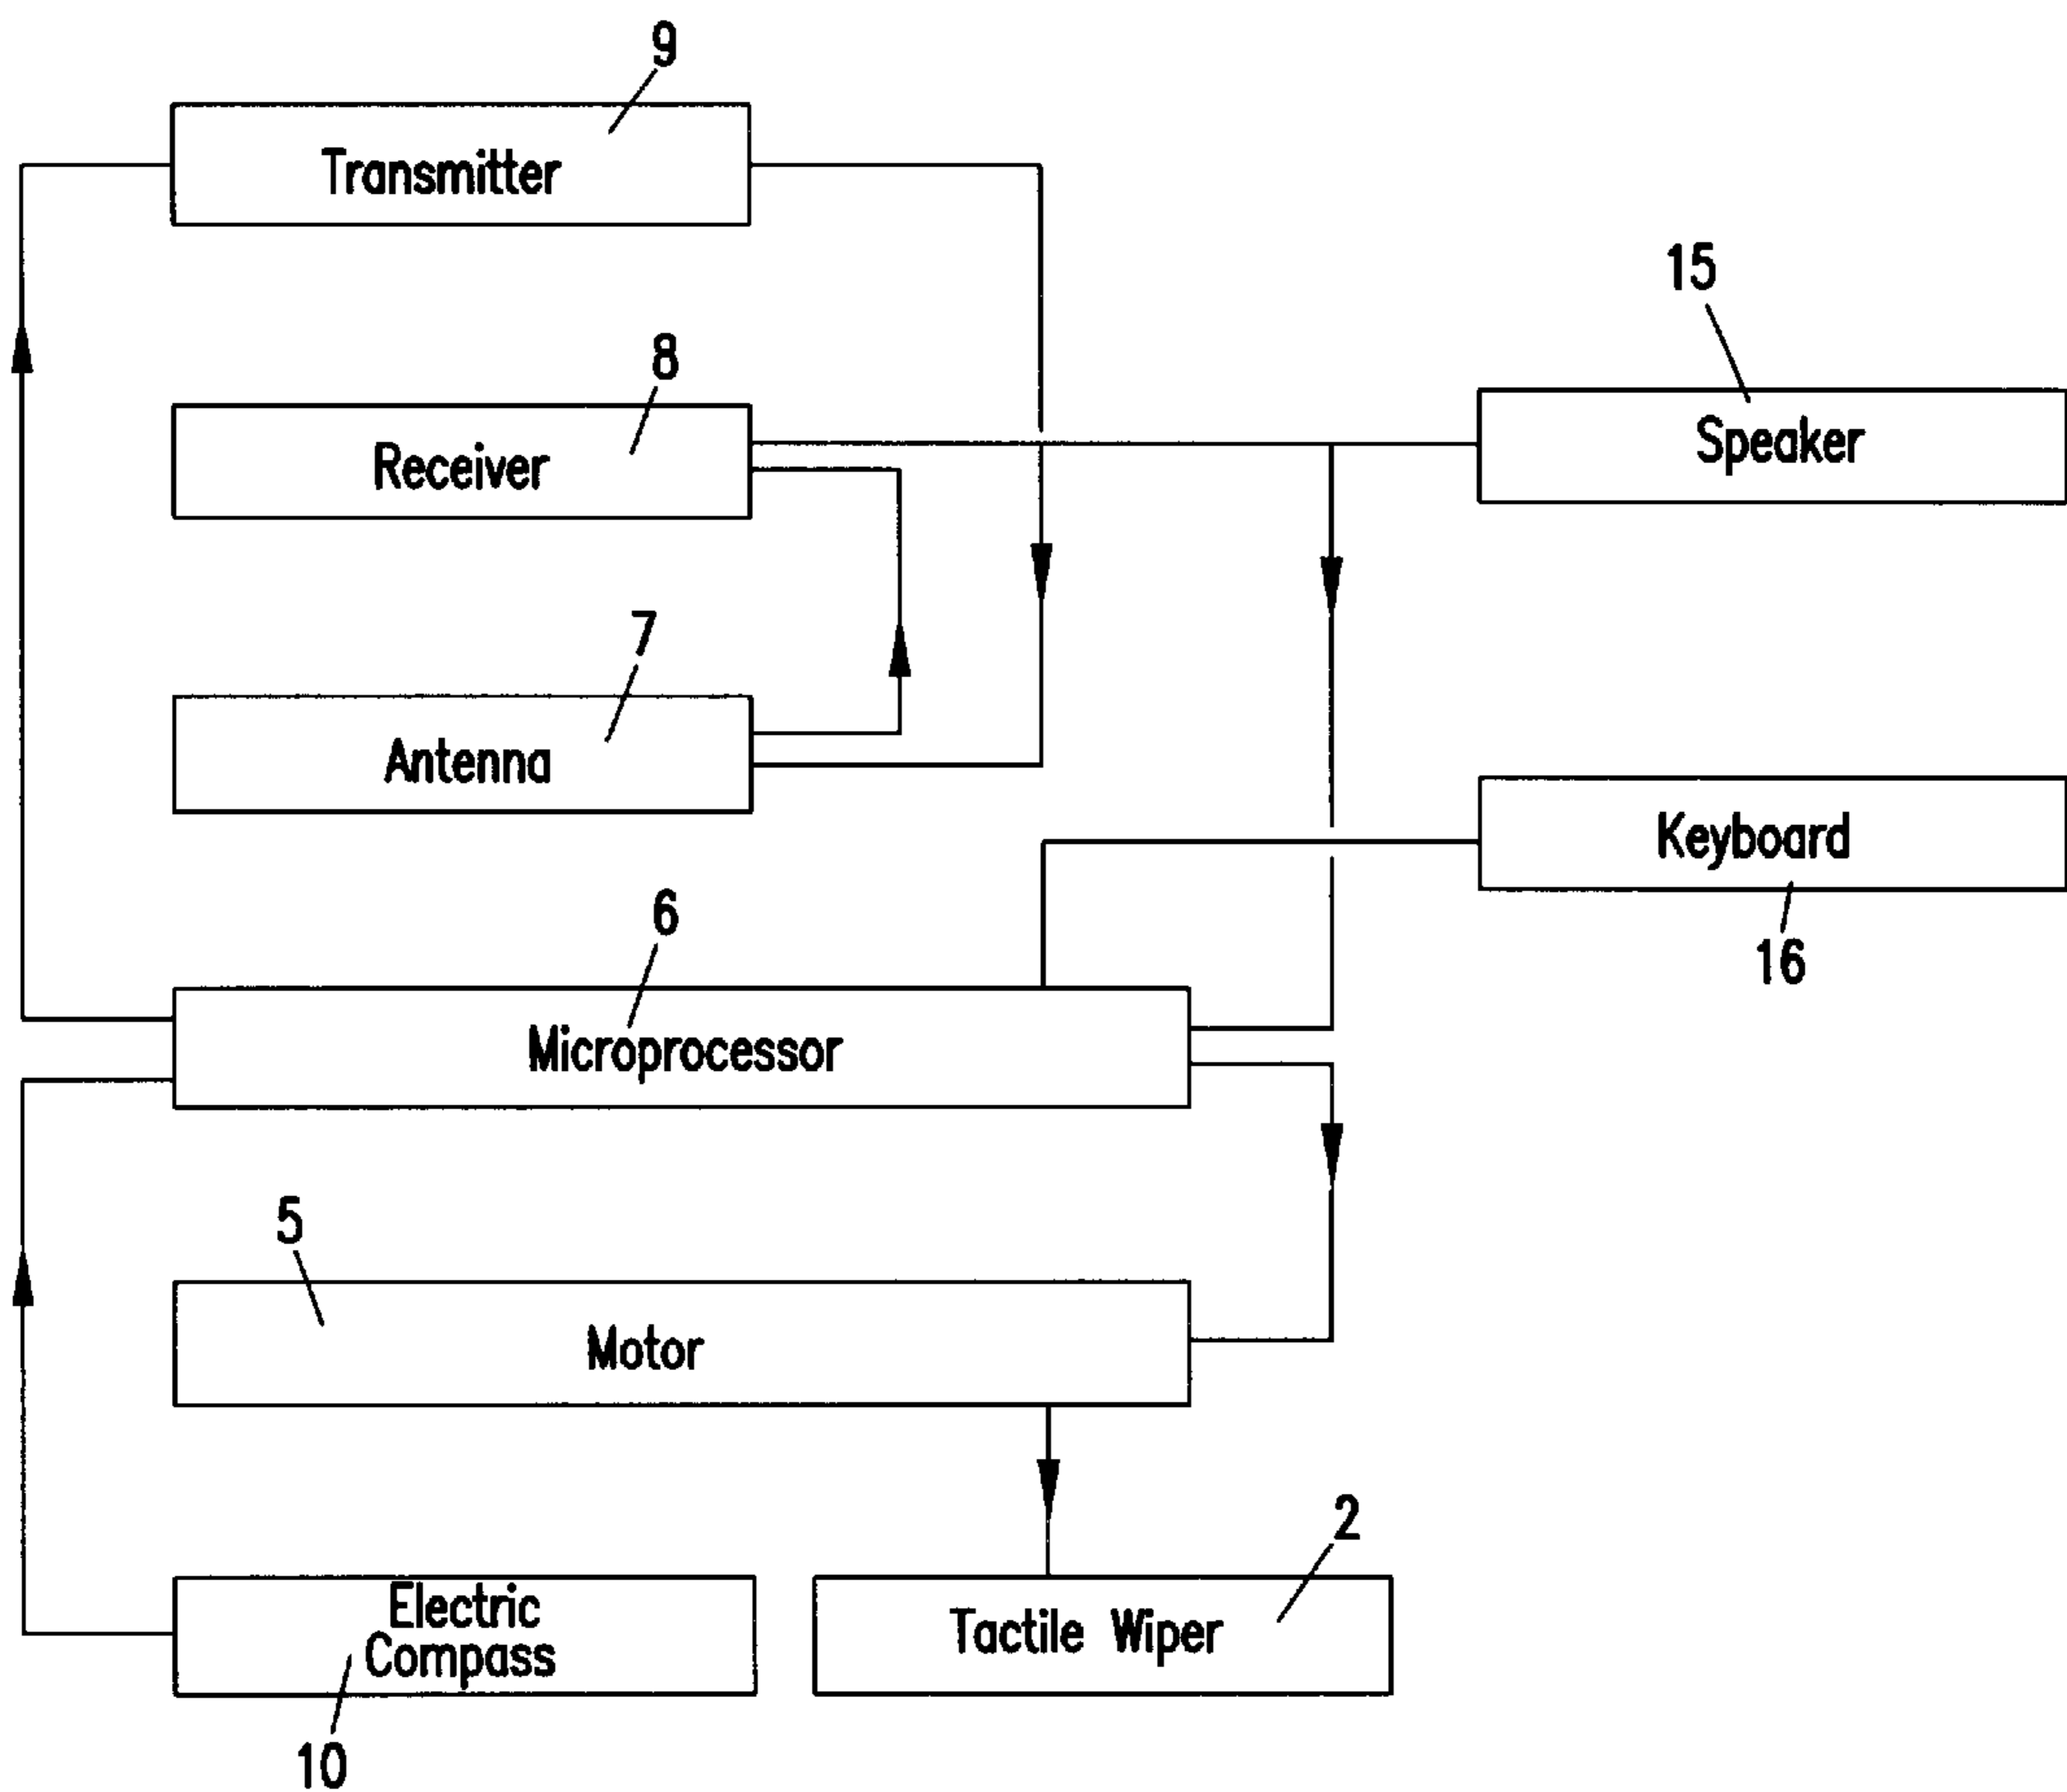 9
Transmitter
15
8
Speaker
Receiver
7
Antenna
Keyboard
6
16
Microprocessor
5
Motor
2
Electric
Compass
Tactile Wiper
10